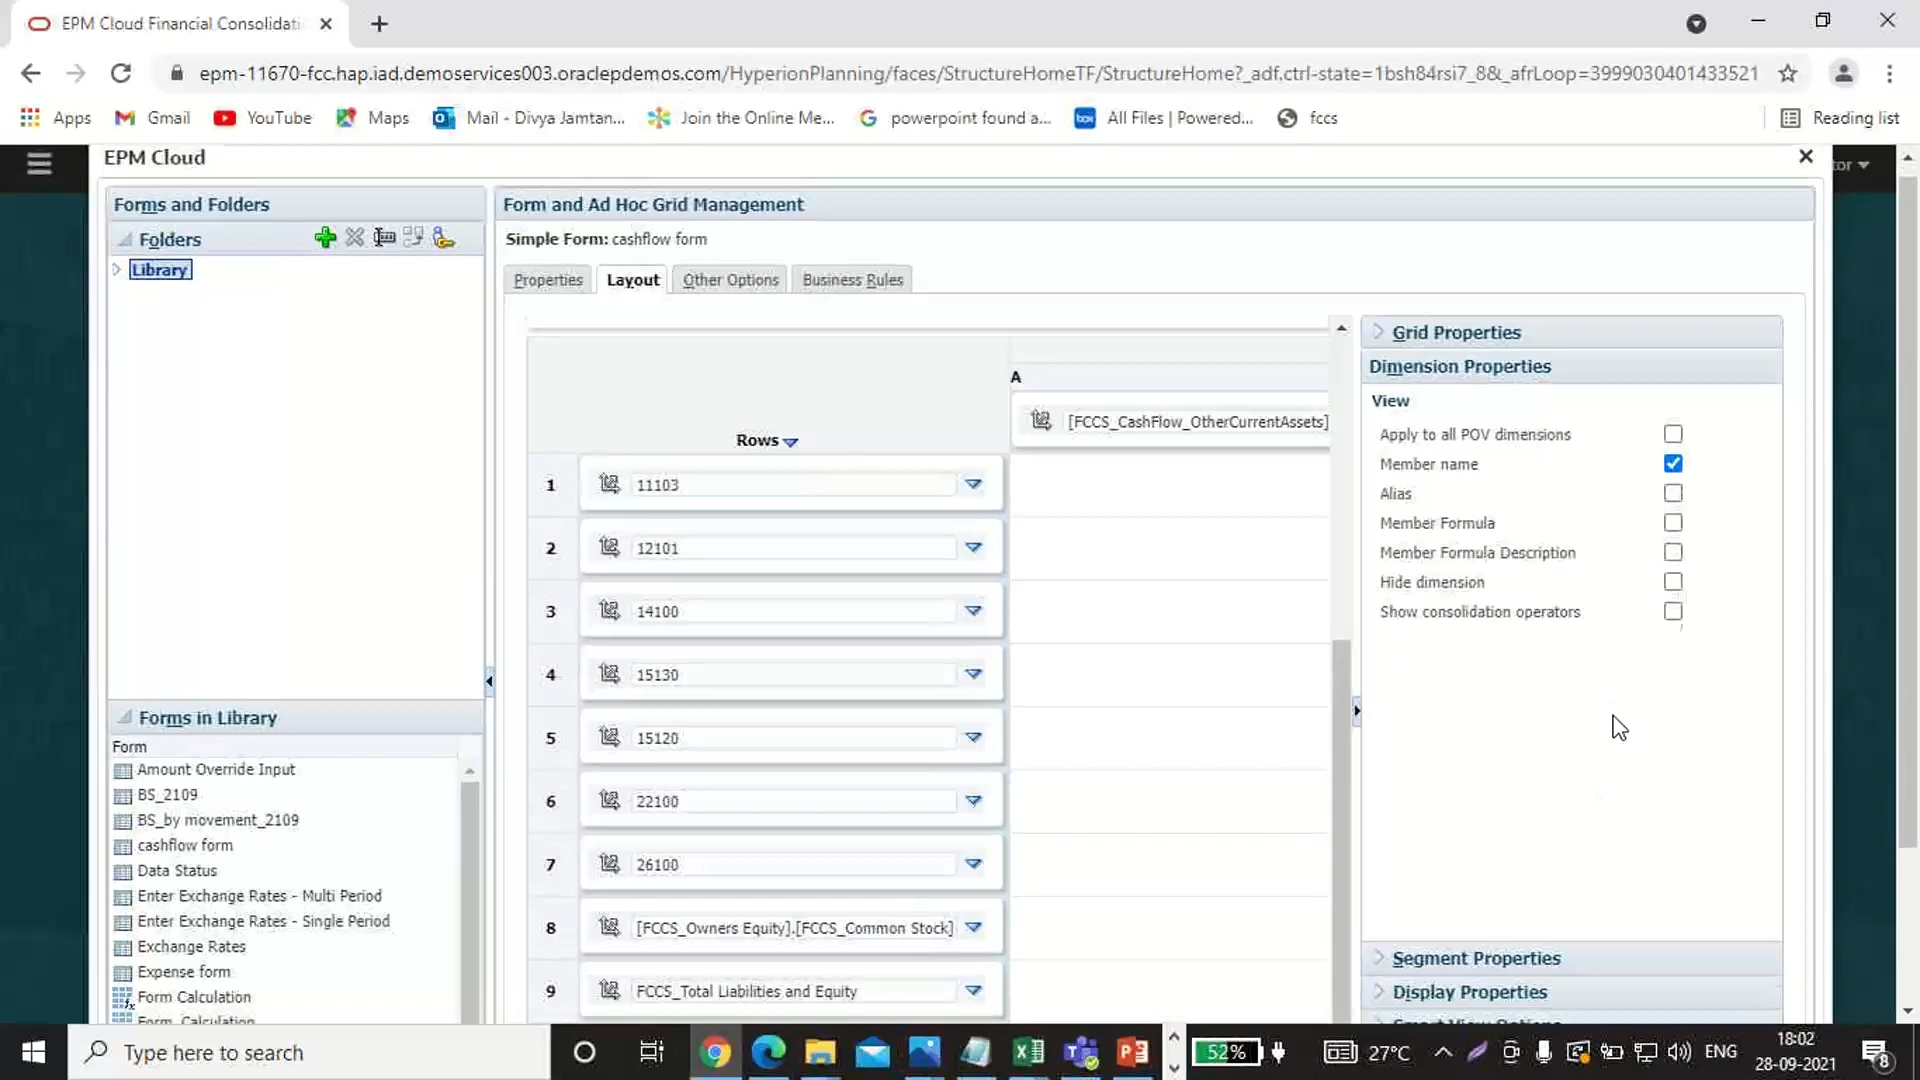 EPM Cloud Financial Consolidati
epm-11670-fcc.hap.iad.demoservices003.oraclepdemos.com/HyperionPlanning/faces/StructureHomeTF/StructureHome?_adf.ctrl-state=1bsh84rsi7_8&_afrLoop=3999030401433521
Apps Gmail YouTube Maps Mail - Divya Jamtan... Join the Online Me... powerpoint found a... All Files | Powered... fccs Reading list
EPM Cloud
tor
Forms and Folders
Folders
Library
Forms in Library
Form
Amount Override Input
BS_2109
BS_by movement_2109
cashflow form
Data Status
Enter Exchange Rates - Multi Period
Enter Exchange Rates - Single Period
Exchange Rates
Expense form
Form Calculation
Form Calculation
Form and Ad Hoc Grid Management
Simple Form: cashflow form
Properties Layout Other Options Business Rules
A
[FCCS_CashFlow_OtherCurrentAssets]
Rows
1 11103
2 12101
3 14100
4 15130
5 15120
6 22100
7 26100
8 [FCCS_Owners Equity].[FCCS_Common Stock]
9 FCCS_Total Liabilities and Equity
Grid Properties
Dimension Properties
View
Apply to all POV dimensions
Member name
Alias
Member Formula
Member Formula Description
Hide dimension
Show consolidation operators
Segment Properties
Display Properties
Smart View Options
Type here to search
52%
27°C
ENG
18:02
28-09-2021
8